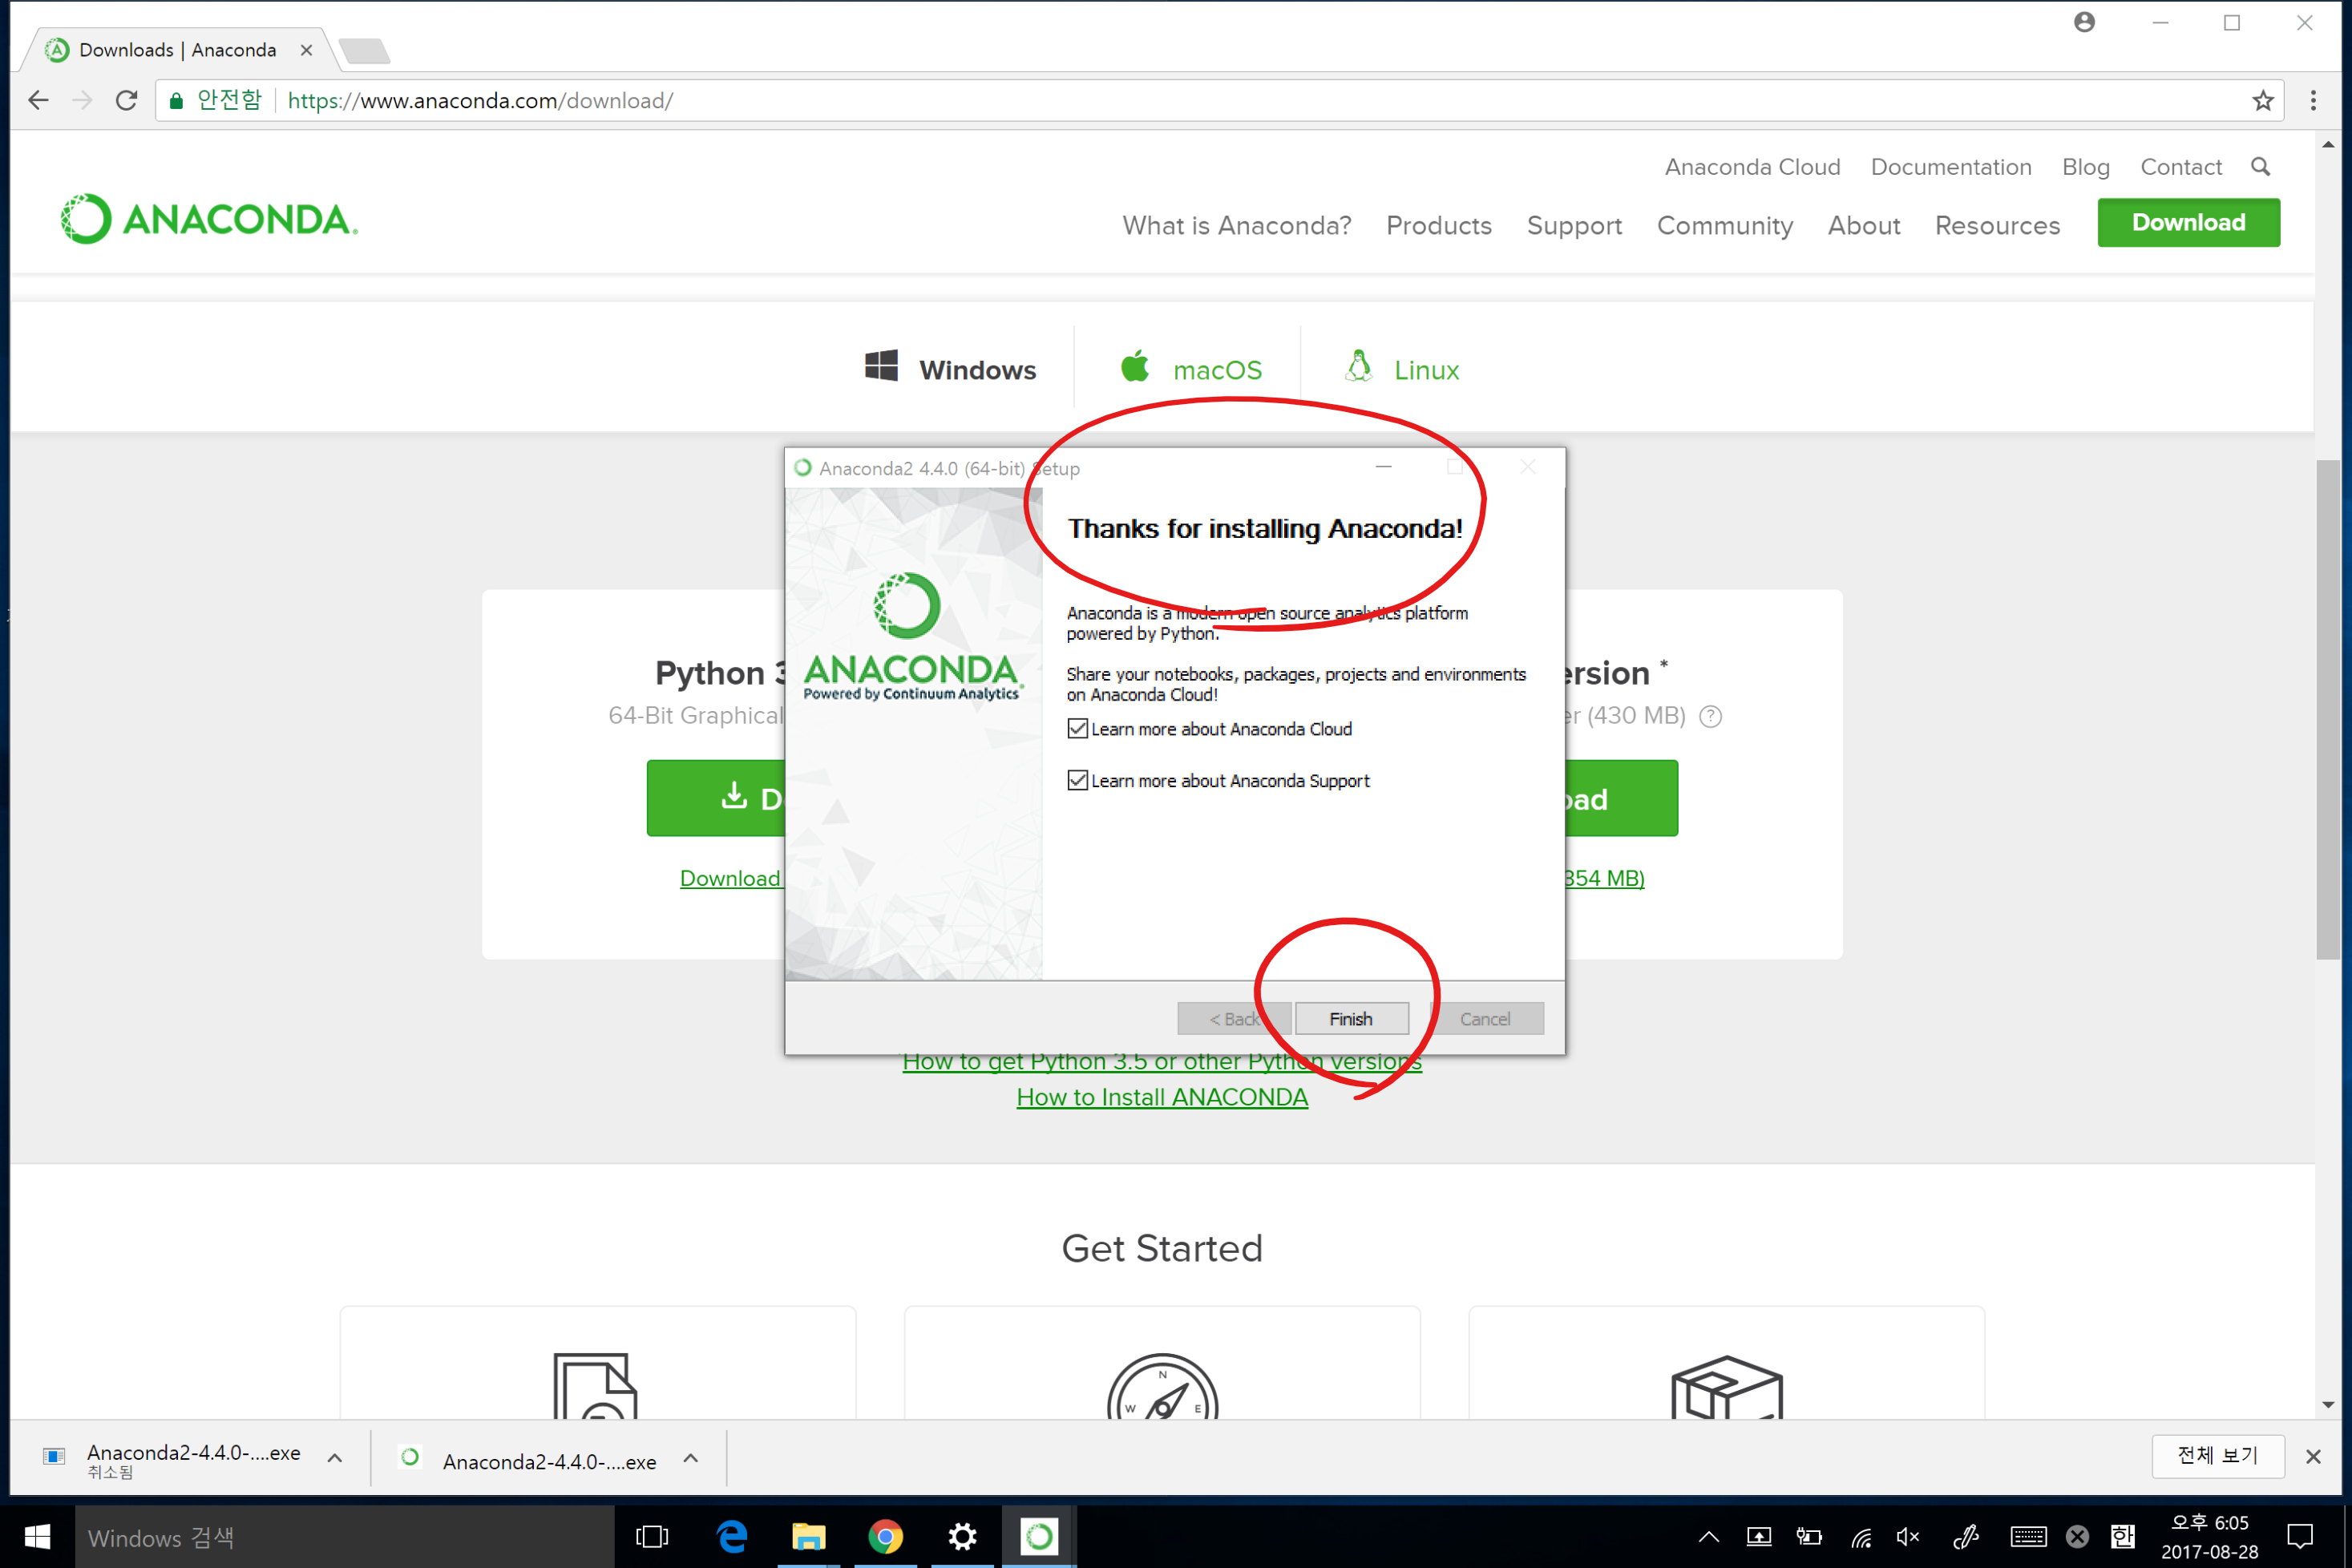 Downloads | Anaconda
안전함 https://www.anaconda.com/download/
Anaconda Cloud Documentation Blog Contact
ANACONDA.
What is Anaconda? Products Support Community About Resources Download
Windows macOS Linux
Anaconda2 4.4.0 (64-bit) Setup
Thanks for installing Anaconda!
Anaconda is a modern open source analytics platform
powered by Python.
Share your notebooks, packages, projects and environments
on Anaconda Cloud!
Learn more about Anaconda Cloud
Learn more about Anaconda Support
ANACONDA
Powered by Continuum Analytics
< Back Finish Cancel
Python 3
64-Bit Graphical
Download
ersion *
er (430 MB) ?
oad
354 MB)
How to get Python 3.5 or other Python versions
How to Install ANACONDA
Get Started
N
W E
Anaconda2-4.4.0-....exe
취소됨
Anaconda2-4.4.0-....exe
전체 보기
Windows 검색
한
오후 6:05
2017-08-28